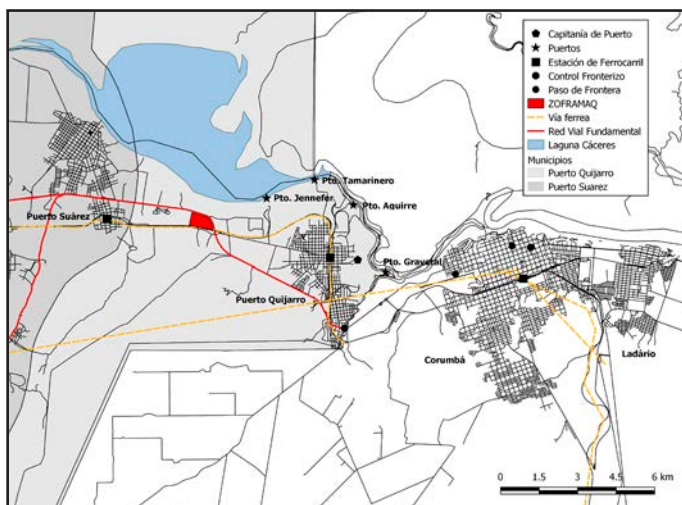 Capitanía de Puerto
Puertos
Estación de Ferrocarril
Control Fronterizo
Paso de Frontera
ZOFRAMAQ
Vía ferrea
Red Vial Fundamental
Laguna Cáceres
Municipios
Puerto Quijarro
Puerto Suarez
Pto. Tamarinero
Pto. Jennefer
Pto. Aguirre
Puerto Suárez
Pto. Gravetal
Puerto Quijarro
Corumbá
Ladário
0 1.5 3 4.5 6 km